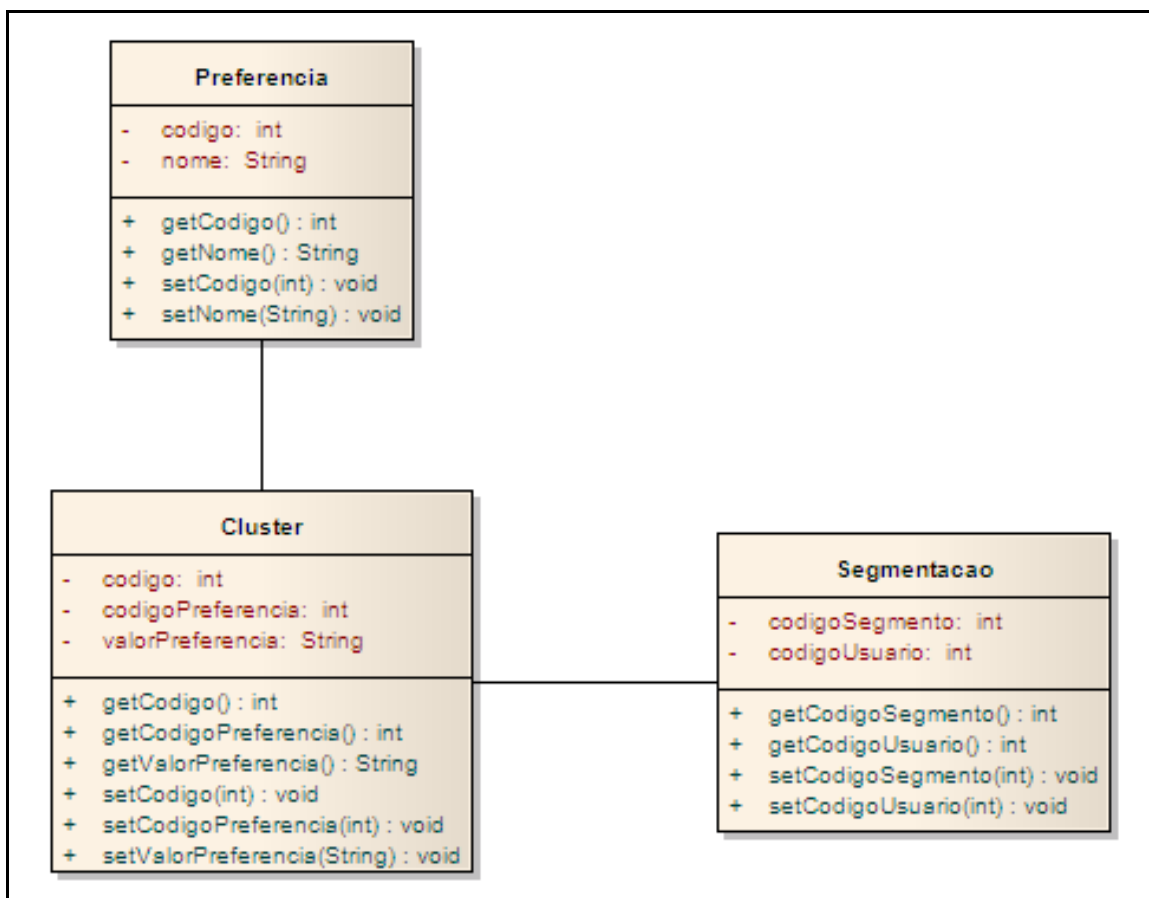 Preferencia
- codigo: int
- nome: String
+ getCodigo() : int
+ getNome() : String
+ setCodigo(int) : void
+ setNome(String) : void
Cluster
- codigo: int
- codigoPreferencia: int
- valorPreferencia: String
+ getCodigo() : int
+ getCodigoPreferencia() : int
+ getValorPreferencia() : String
+ setCodigo(int) : void
+ setCodigoPreferencia(int) : void
+ setValorPreferencia(String) : void
Segmentacao
- codigoSegmento: int
- codigoUsuario: int
+ getCodigoSegmento() : int
+ getCodigoUsuario() : int
+ setCodigoSegmento(int) : void
+ setCodigoUsuario(int) : void